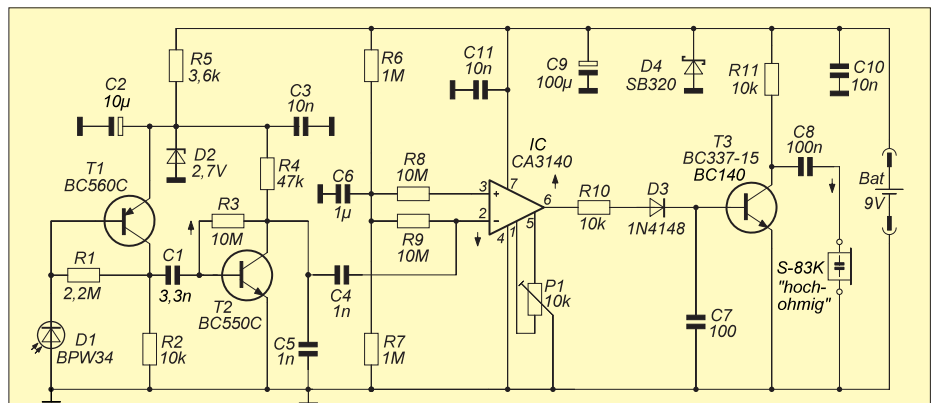 R5
3,6k
R6
1M
C11
10n
C9
100µ
D4
SB320
R11
10k
C10
10n
C2
10µ
C3
10n
D2
2,7V
R4
47k
T1
BC560C
C6
1µ
R8
10M
R9
10M
IC
CA3140
3
+
7
2
-
6
4
1
5
R10
10k
D3
1N4148
T3
BC337-15
BC140
C8
100n
Bat
9V
R3
10M
R1
2,2M
C1
3,3n
T2
BC550C
C4
1n
P1
10k
S-83K
"hoch-
ohmig"
D1
BPW34
R2
10k
C5
1n
R7
1M
C7
100